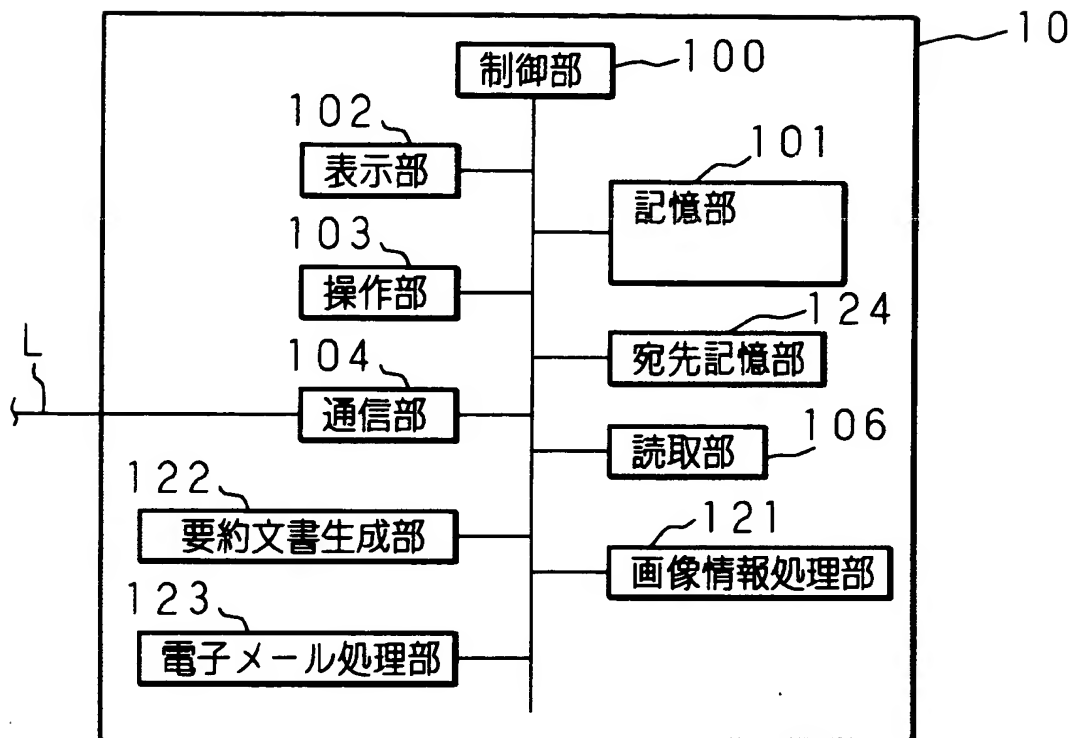 10
制御部 100
102
表示部
101
記憶部
103
操作部
124
宛先記憶部
L
104
通信部
読取部 106
122
要約文書生成部
121
画像情報処理部
123
電子メール処理部